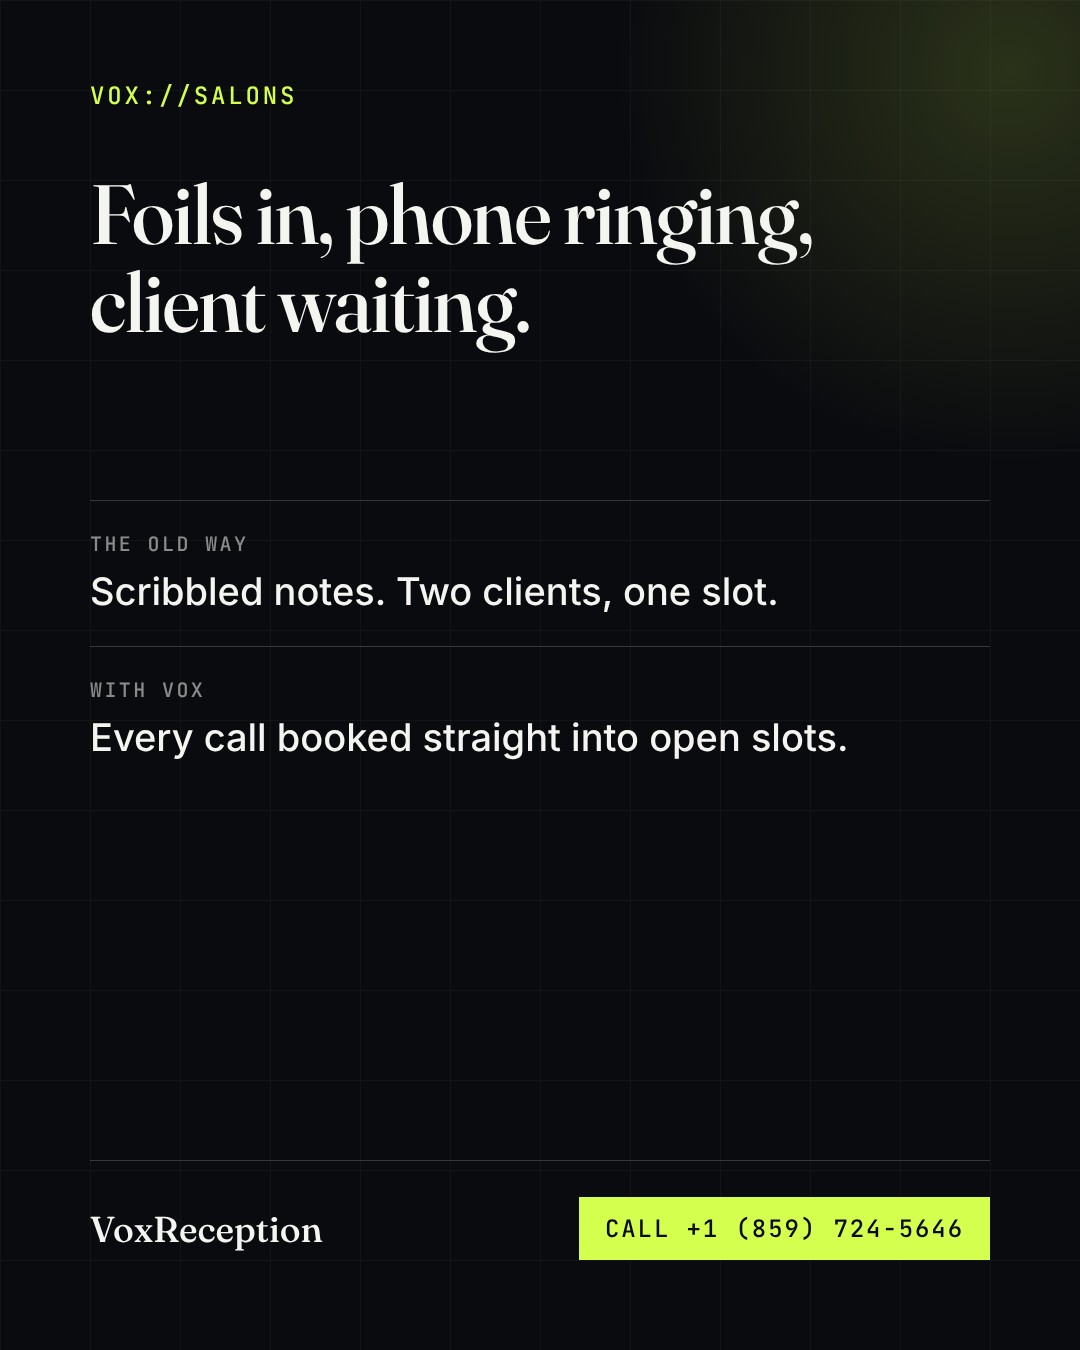 VOX://SALONS
Foils in, phone ringing,
client waiting.
THE OLD WAY
Scribbled notes. Two clients, one slot.
WITH VOX
Every call booked straight into open slots.
VoxReception
CALL +1 (859) 724-5646